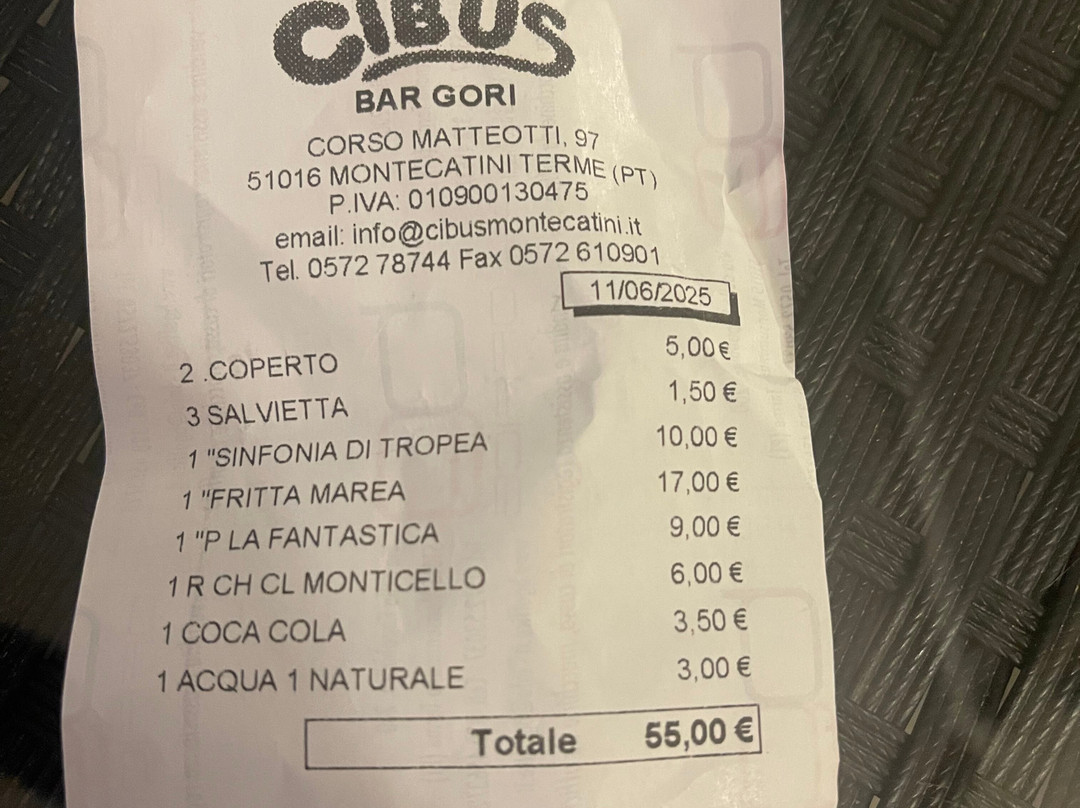 CIBUS
BAR GORI
CORSO MATTEOTTI, 97
51016 MONTECATINI TERME (PT)
P.IVA: 010900130475
email: info@cibusmontecatini.it
Tel. 0572 78744 Fax 0572 610901
11/06/2025
2 .COPERTO 5,00 €
3 SALVIETTA 1,50 €
1 "SINFONIA DI TROPEA 10,00 €
1 "FRITTA MAREA 17,00 €
1 "P LA FANTASTICA 9,00 €
1 R CH CL MONTICELLO 6,00 €
1 COCA COLA 3,50 €
1 ACQUA 1 NATURALE 3,00 €
Totale 55,00 €